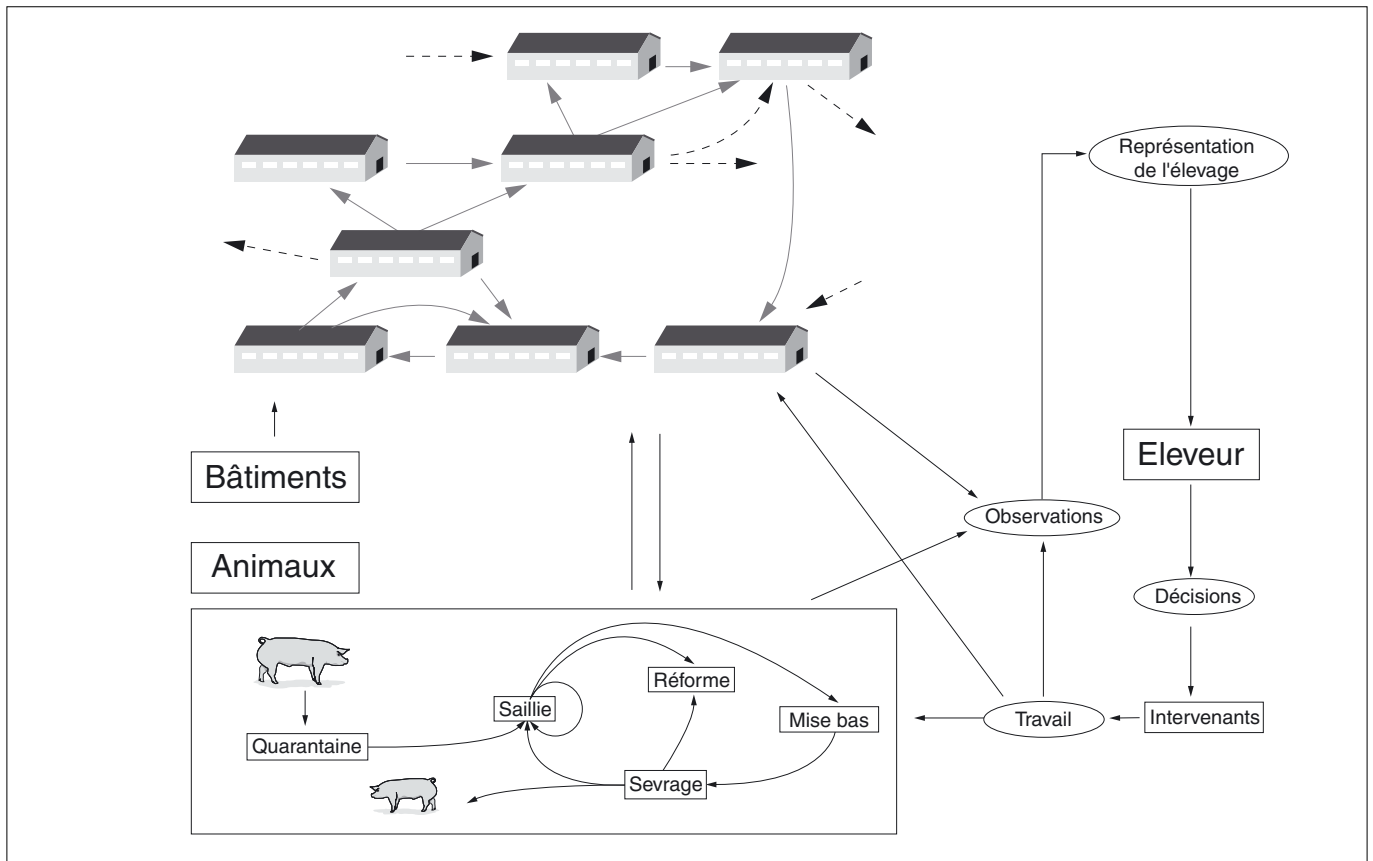 Représentation
de l'élevage
Bâtiments
Eleveur
Observations
Animaux
Décisions
Réforme
Saillie
Mise bas
Travail
Intervenants
Quarantaine
Sevrage